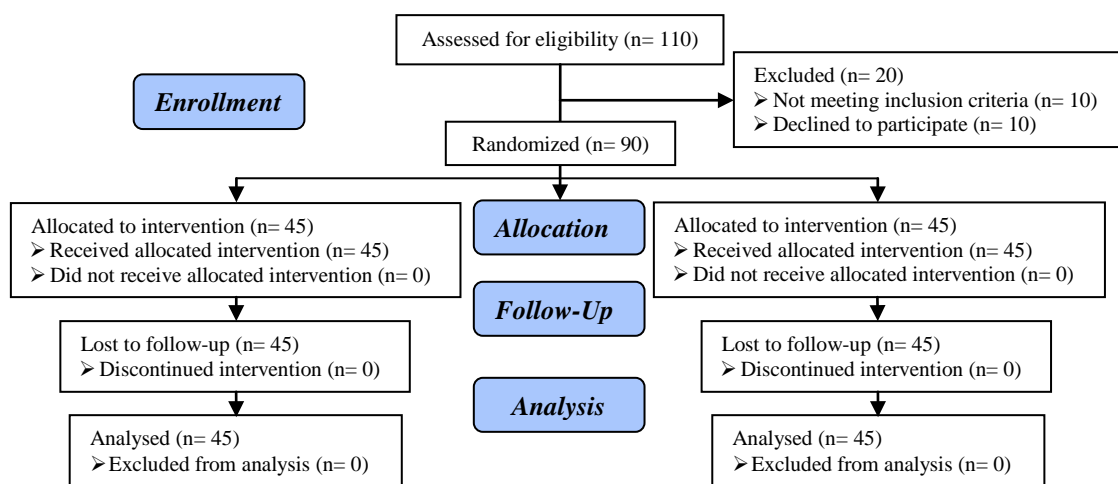 Assessed for eligibility (n= 110)
Excluded (n= 20)
➢ Not meeting inclusion criteria (n= 10)
➢ Declined to participate (n= 10)
Enrollment
Randomized (n= 90)
Allocated to intervention (n= 45)
➢ Received allocated intervention (n= 45)
➢ Did not receive allocated intervention (n= 0)
Allocation
Allocated to intervention (n= 45)
➢ Received allocated intervention (n= 45)
➢ Did not receive allocated intervention (n= 0)
Follow-Up
Lost to follow-up (n= 45)
➢ Discontinued intervention (n= 0)
Lost to follow-up (n= 45)
➢ Discontinued intervention (n= 0)
Analysis
Analysed (n= 45)
➢ Excluded from analysis (n= 0)
Analysed (n= 45)
➢ Excluded from analysis (n= 0)